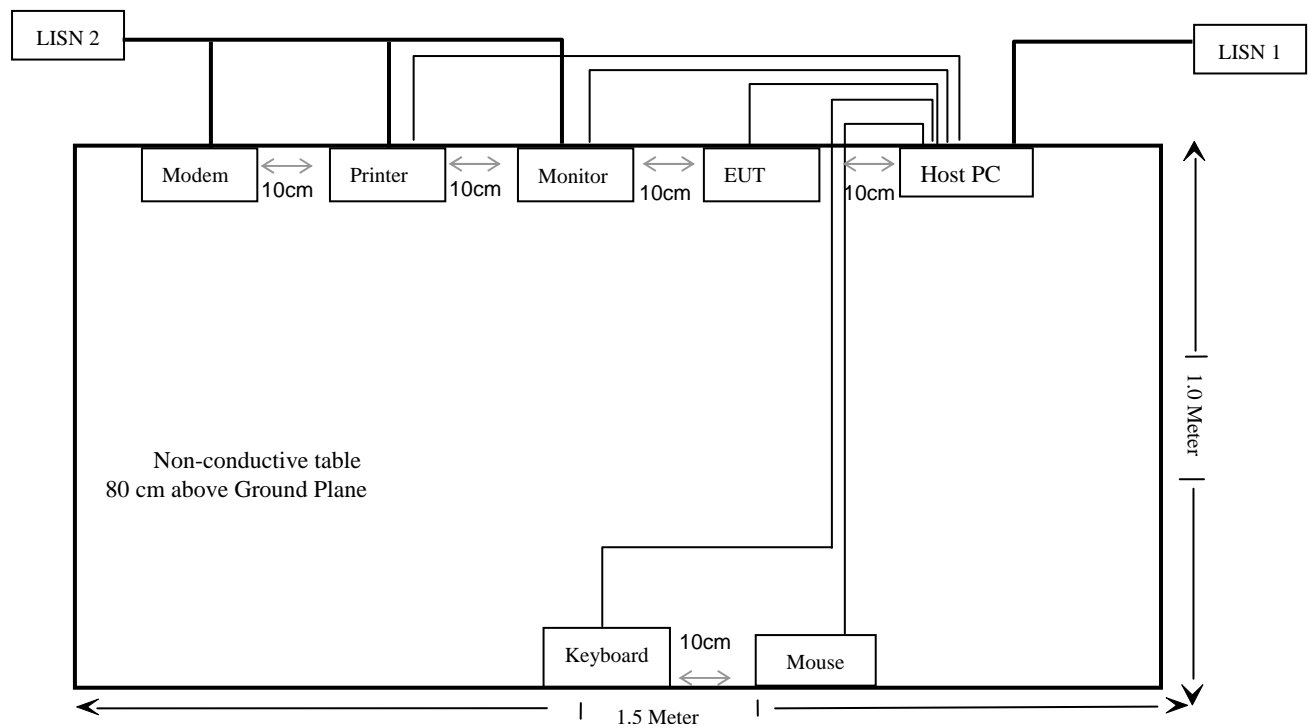 LISN 2
LISN 1
Modem
10cm
Printer
10cm
Monitor
10cm
EUT
10cm
Host PC
1.0 Meter
Non-conductive table
80 cm above Ground Plane
Keyboard
10cm
Mouse
1.5 Meter